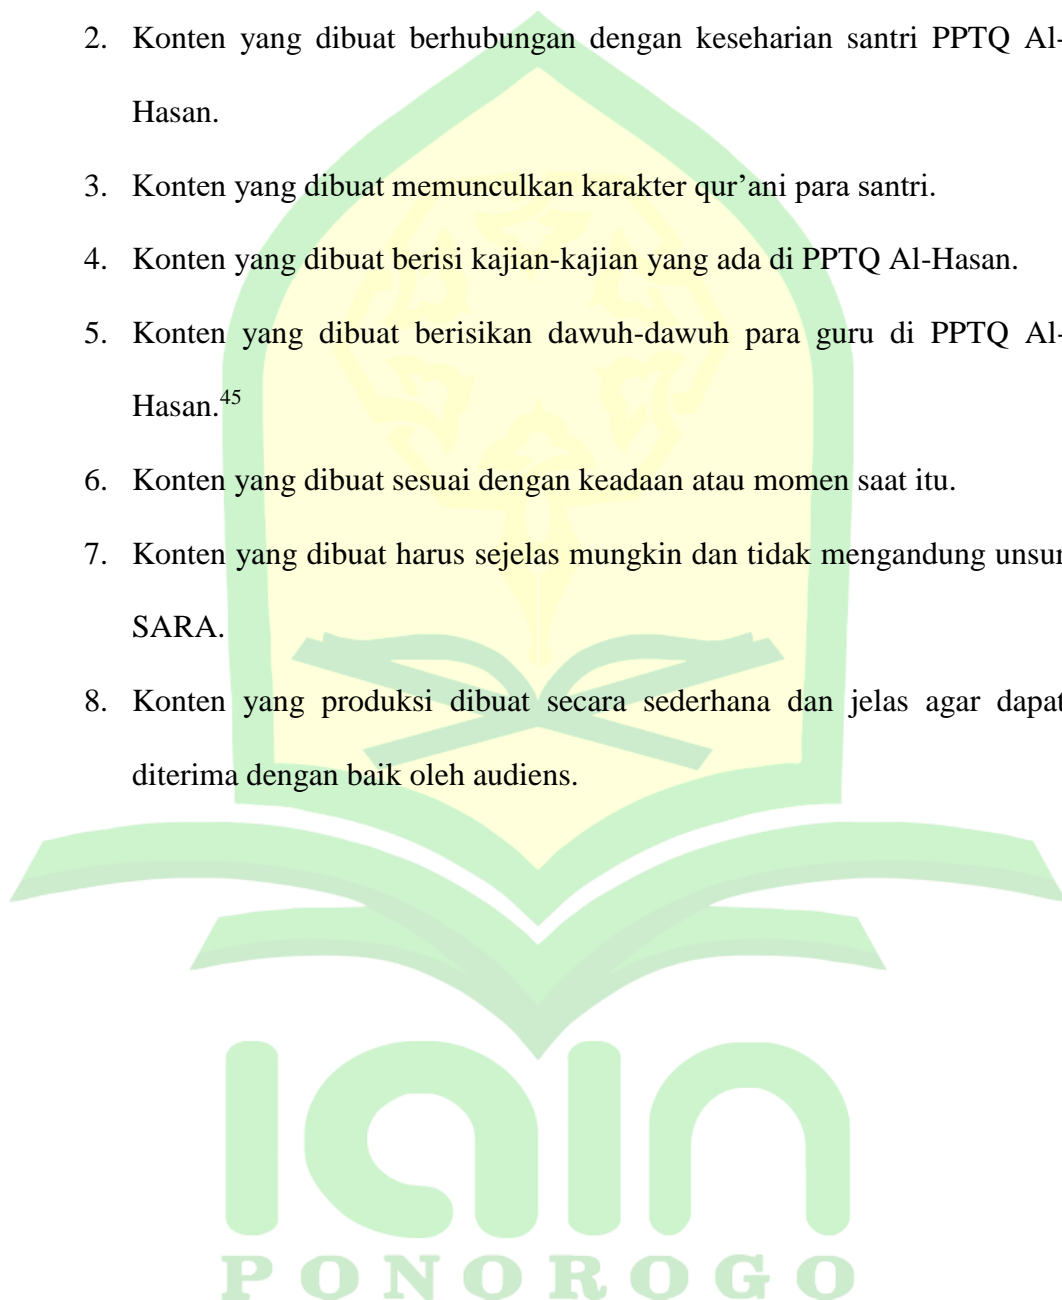 2. Konten yang dibuat berhubungan dengan keseharian santri PPTQ Al-
Hasan.
3. Konten yang dibuat memunculkan karakter qur’ani para santri.
4. Konten yang dibuat berisi kajian-kajian yang ada di PPTQ Al-Hasan.
5. Konten yang dibuat berisikan dawuh-dawuh para guru di PPTQ Al-
Hasan.45
6. Konten yang dibuat sesuai dengan keadaan atau momen saat itu.
7. Konten yang dibuat harus sejelas mungkin dan tidak mengandung unsur
SARA.
8. Konten yang produksi dibuat secara sederhana dan jelas agar dapat
diterima dengan baik oleh audiens.
iain
PONOROGO